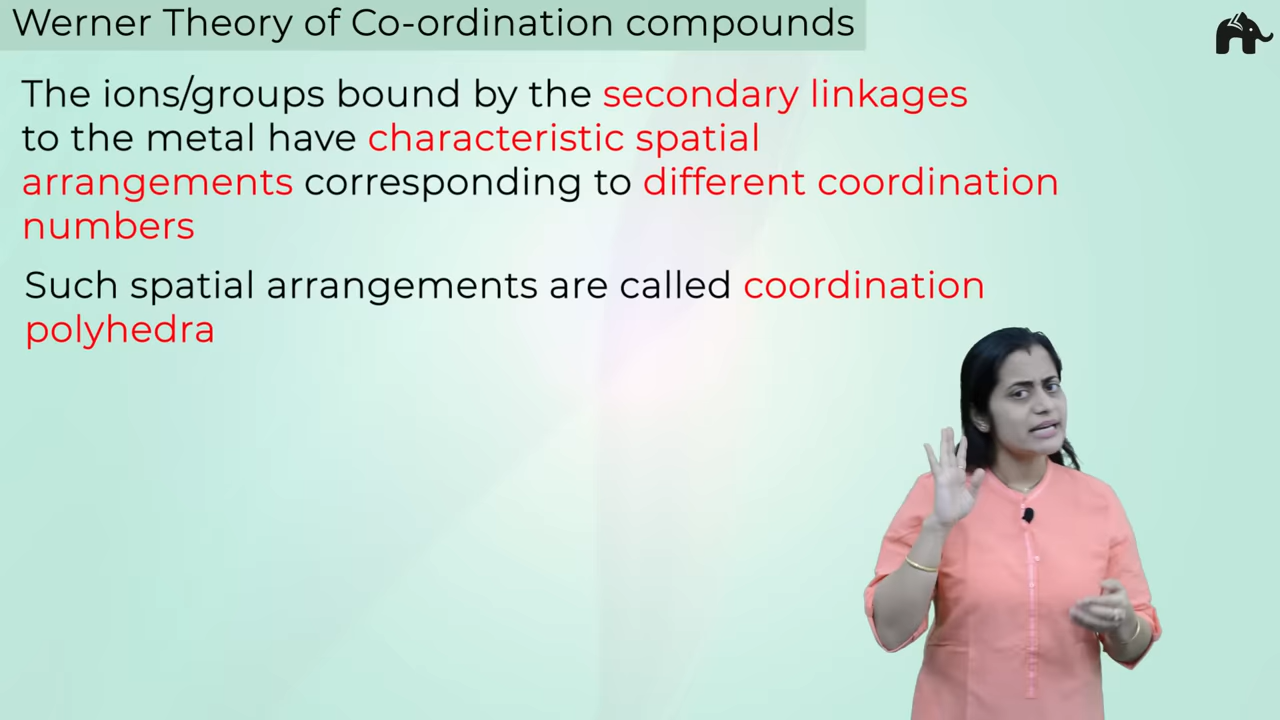 Werner Theory of Co-ordination compounds
The ions/groups bound by the secondary linkages
to the metal have characteristic spatial
arrangements corresponding to different coordination
numbers
Such spatial arrangements are called coordination
polyhedra